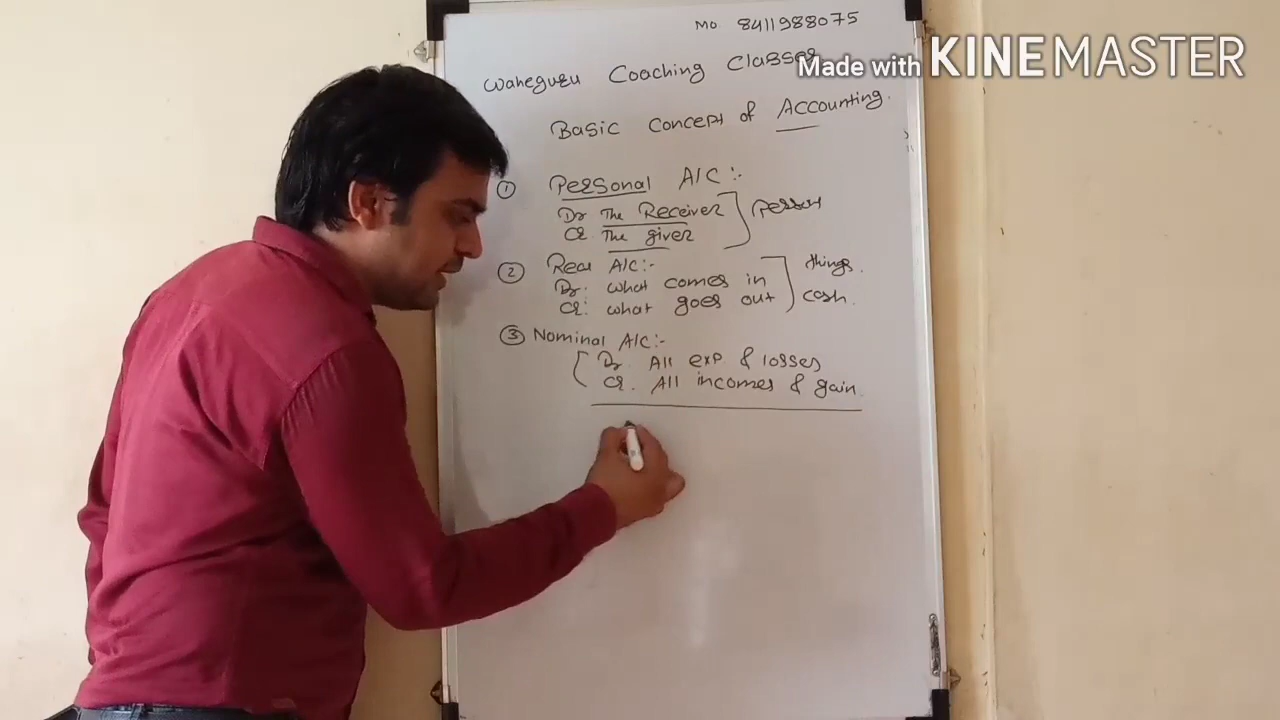 Mo 8411988075
Waheguru Coaching Classes
Made with KINEMASTER
Basic Concept of Accounting.
① Personal A/C :-
Dr The Receiver
Cr. The giver
Person
② Real A/C:-
Dr. what comes in
Cr: what goes out
things.
cash.
③ Nominal A/C:-
Dr. All exp & losses
Cr. All incomes & gain.